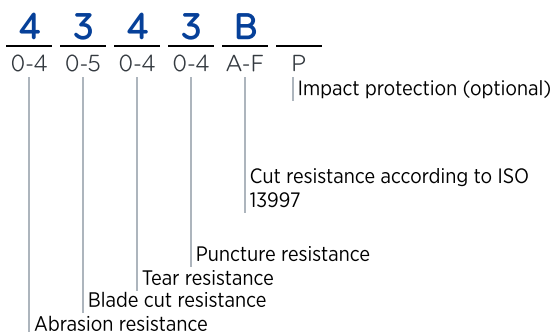 4 3 4 3 B
0-4 0-5 0-4 0-4 A-F P
Impact protection (optional)
Cut resistance according to ISO
13997
Puncture resistance
Tear resistance
Blade cut resistance
Abrasion resistance